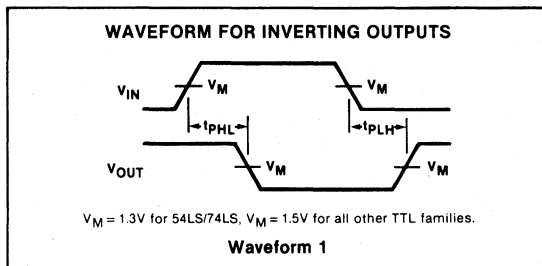 WAVEFORM FOR INVERTING OUTPUTS
VIN
VM
VM
tPHL
tPLH
VOUT
VM
VM
VM = 1.3V for 54LS/74LS, VM = 1.5V for all other TTL families.
Waveform 1